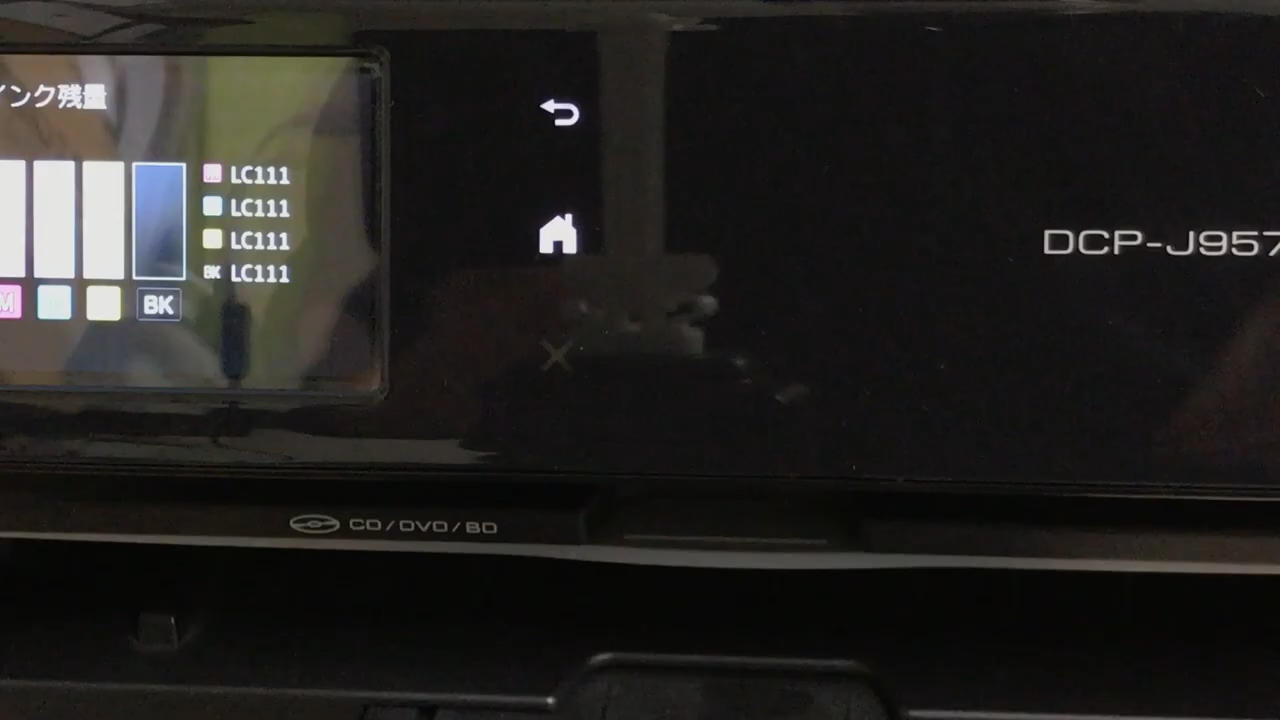 インク残量
LC111
LC111
LC111
BK LC111
M
BK
DCP-J957
CD/DVD/BD